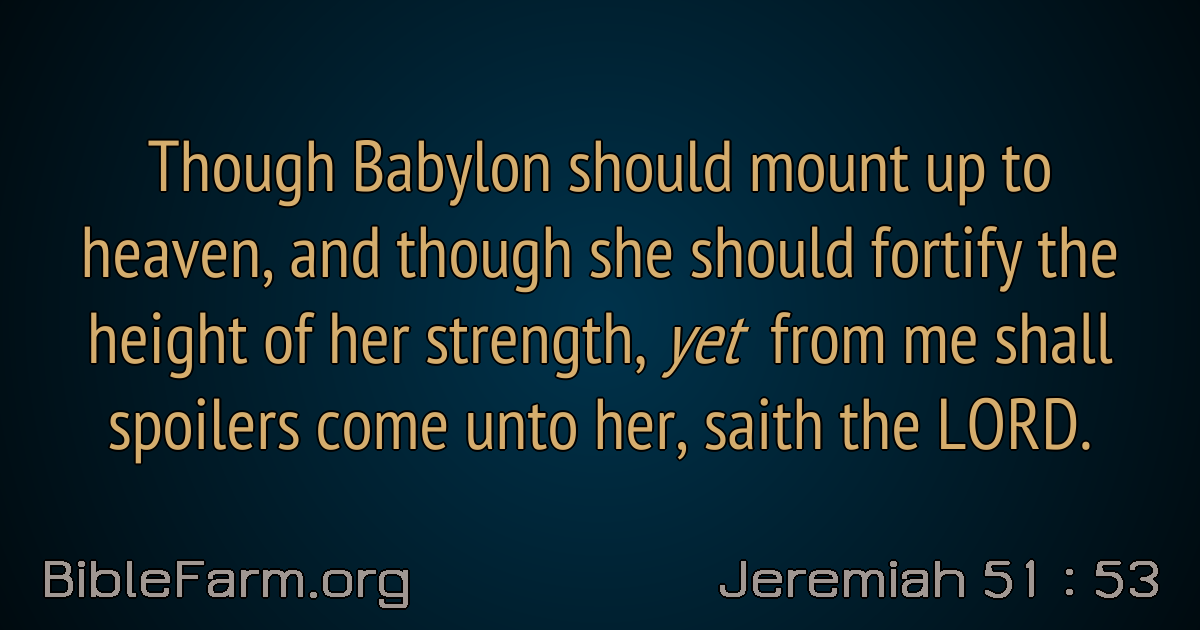 Though Babylon should mount up to
heaven, and though she should fortify the
height of her strength, yet from me shall
spoilers come unto her, saith the LORD.
BibleFarm.org
Jeremiah 51 : 53